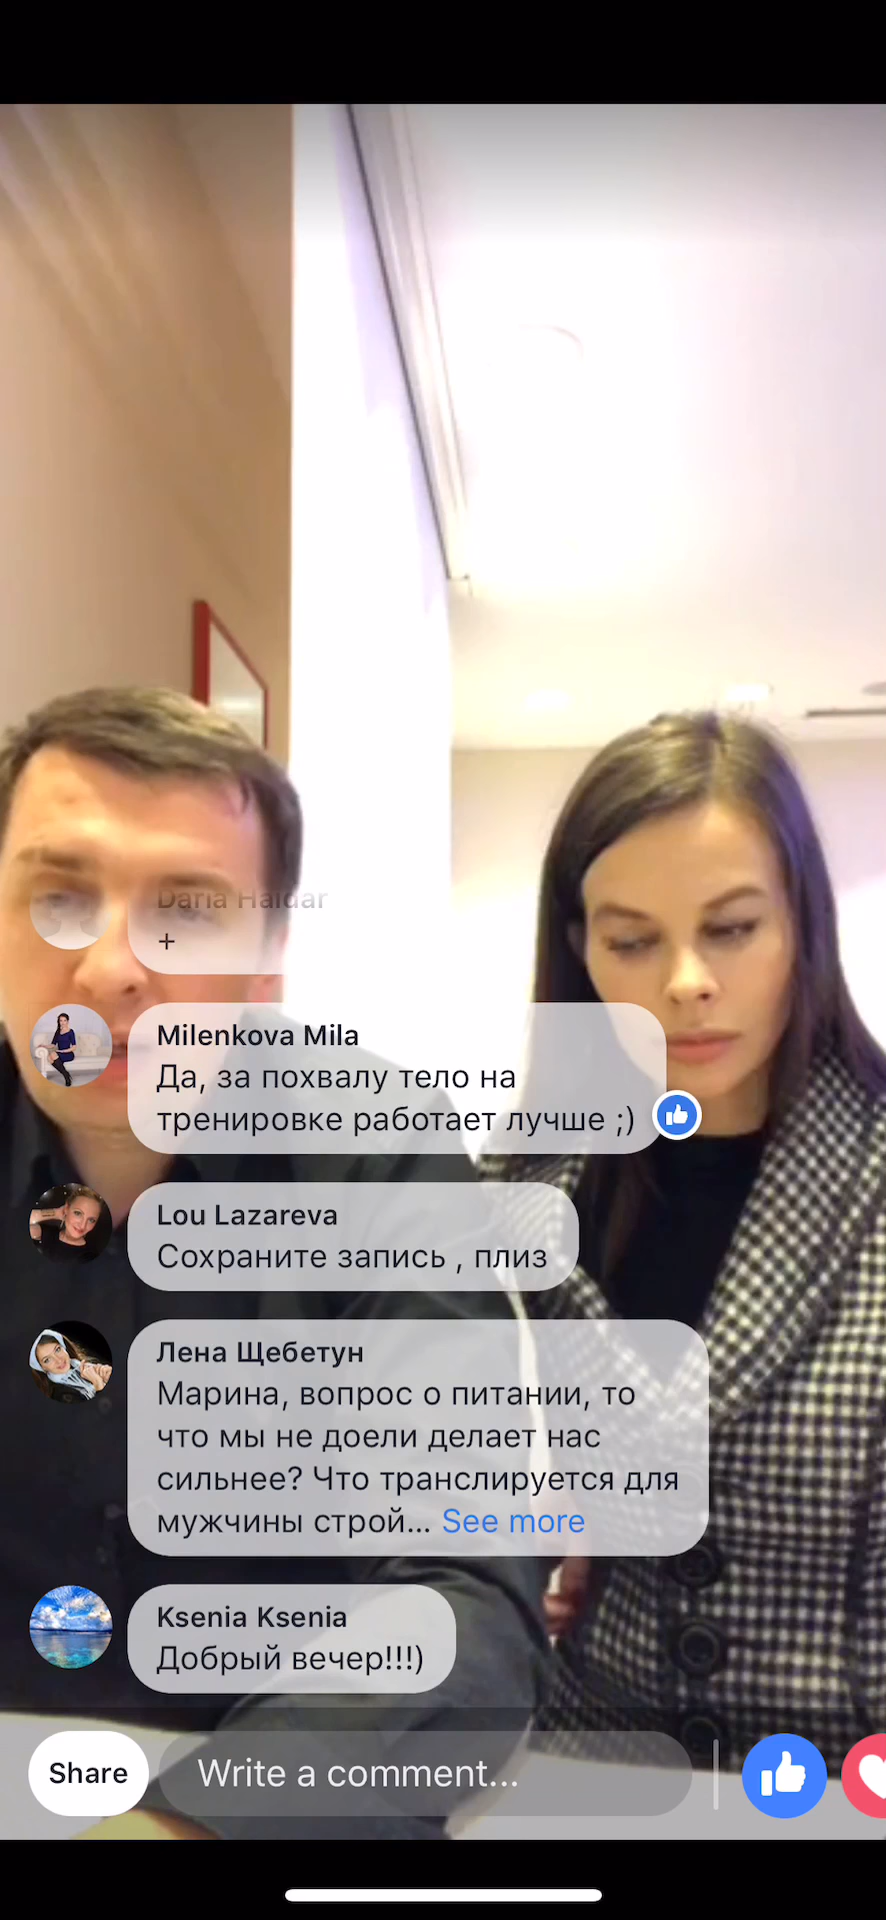 Daria Haidar
+
Milenkova Mila
Да, за похвалу тело на
тренировке работает лучше ;)
Lou Lazareva
Сохраните запись , плиз
Лена Щебетун
Марина, вопрос о питании, то
что мы не доели делает нас
сильнее? Что транслируется для
мужчины строй... See more
Ksenia Ksenia
Добрый вечер!!!)
Share
Write a comment...